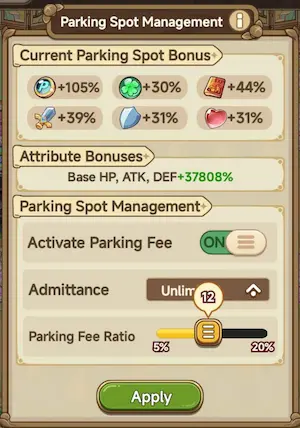 Parking Spot Management
Current Parking Spot Bonus
+105% +30% +44%
+39% +31% +31%
Attribute Bonuses
Base HP, ATK, DEF+37808%
Parking Spot Management
Activate Parking Fee ON
Admittance
12
Parking Fee Ratio
5% 20%
Apply